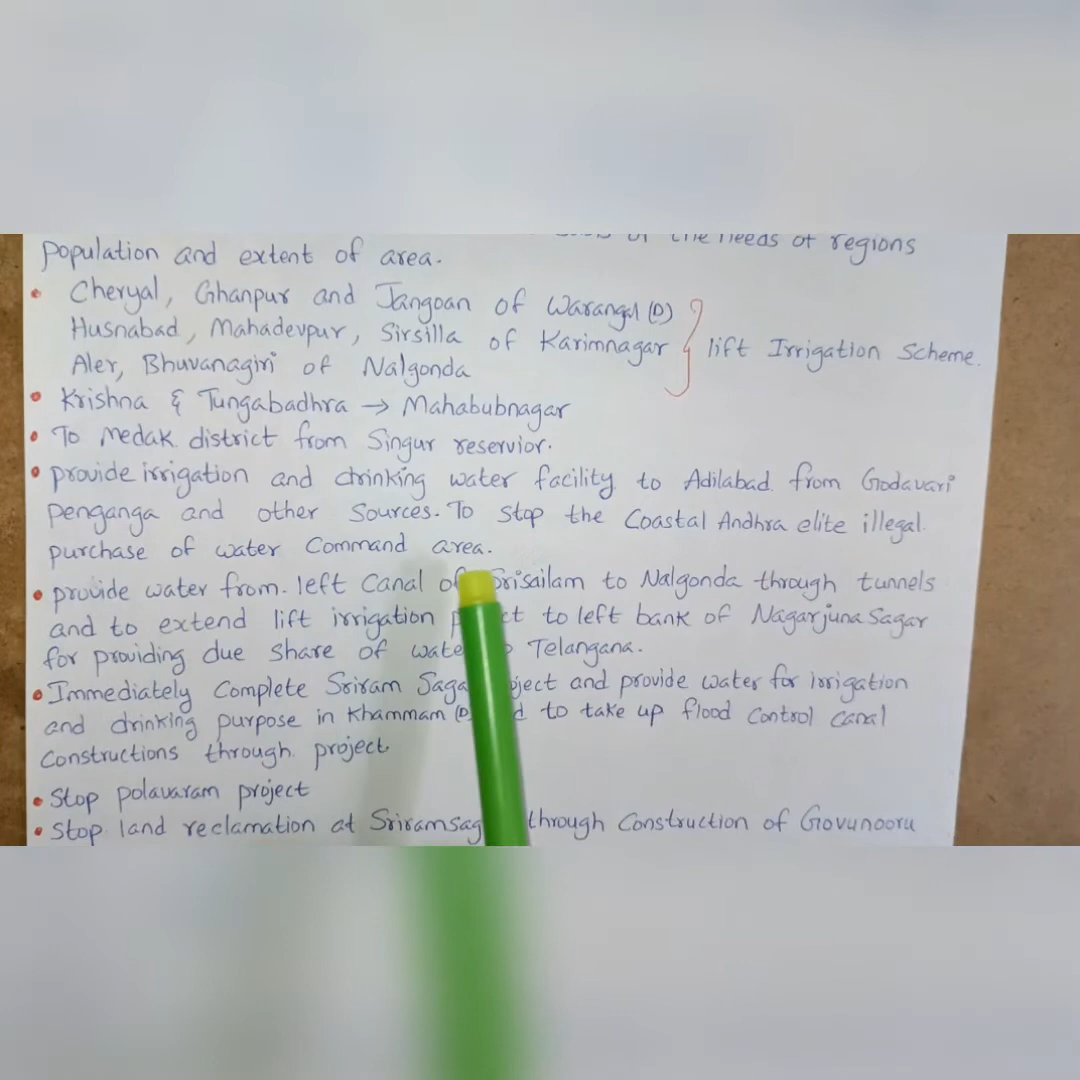 of the needs of regions
population and extent of area.
• Cheryal, Ghanpur and Jangoan of Warangal (D)
Husnabad, Mahadevpur, Sirsilla of Karimnagar lift Irrigation Scheme.
Aler, Bhuvanagiri of Nalgonda
• Krishna & Tungabadhra → Mahabubnagar
• To Medak district from Singur reservior.
• provide irrigation and drinking water facility to Adilabad from Godavari
penganga and other sources. To stop the Coastal Andhra elite illegal
purchase of water command area.
• provide water from left canal of Srisailam to Nalgonda through tunnels
and to extend lift irrigation to left bank of Nagarjuna Sagar
for providing due share of Telangana.
• Immediately complete Sriram and provide water for irrigation
and drinking purpose in Khammam (D) to take up flood control canal
constructions through project
• Stop polavaram project
• Stop land reclamation at through construction of Govunooru